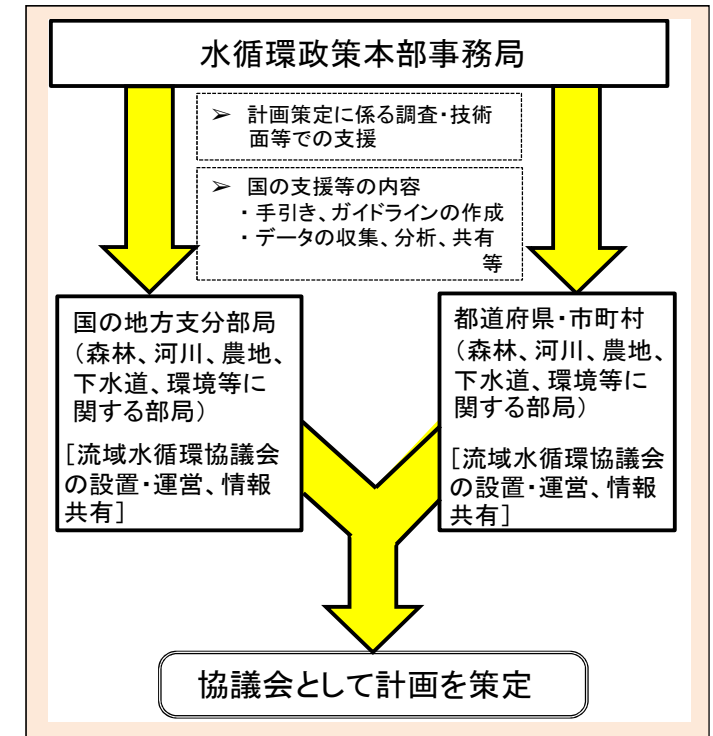 水循環政策本部事務局
➢ 計画策定に係る調査・技術
面等での支援
➢ 国の支援等の内容
・手引き、ガイドラインの作成
・データの収集、分析、共有
等
国の地方支分部局
（森林、河川、農地、
下水道、環境等に
関する部局）
［流域水循環協議会
の設置・運営、情報
共有］
都道府県・市町村
（森林、河川、農地、
下水道、環境等に
関する部局）
［流域水循環協議会
の設置・運営、情報
共有］
協議会として計画を策定